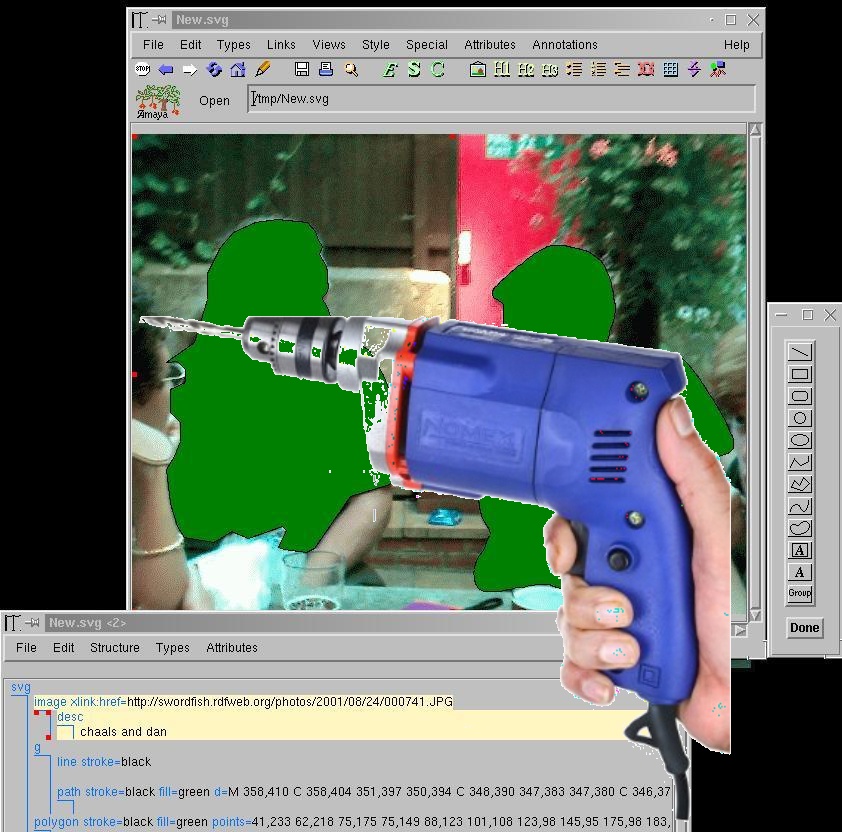 New.svg
File Edit Types Links Views Style Special Attributes Annotations Help
STOP E S C H1 H2 H3
Amaya Open /tmp/New.svg
NOMEX
A
A
Group
Done
New.svg <2>
File Edit Structure Types Attributes
svg
image xlink:href=http://swordfish.rdfweb.org/photos/2001/08/24/000741.JPG
desc
chaals and dan
g
line stroke=black
path stroke=black fill=green d=M 358,410 C 358,404 351,397 350,394 C 348,390 347,383 347,380 C 346,37
polygon stroke=black fill=green points=41,233 62,218 75,175 75,149 88,123 101,108 123,98 145,95 175,98 183,